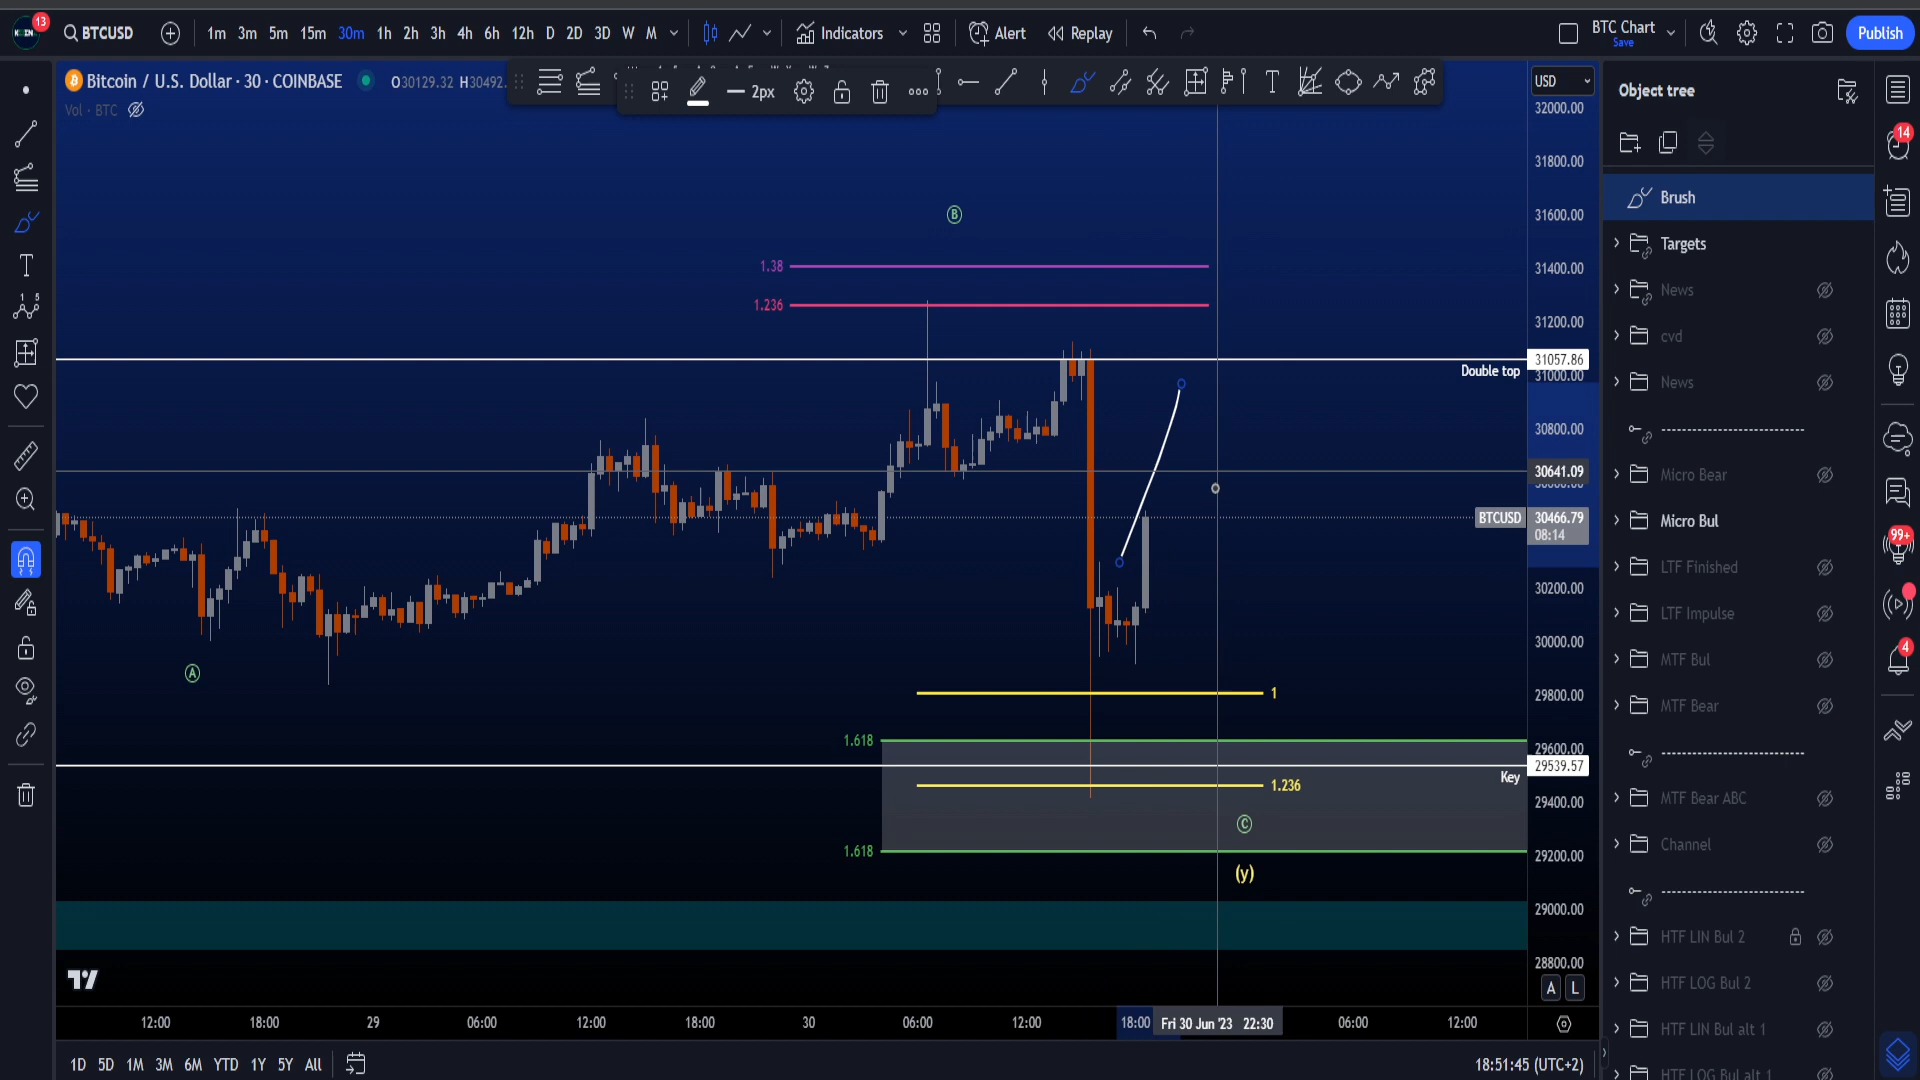 13
BTCUSD
1m 3m 5m 15m 30m 1h 2h 3h 4h 6h 12h D 2D 3D W M
Indicators
Alert
Replay
BTC Chart
Save
Publish
Bitcoin / U.S. Dollar · 30 · COINBASE
O30129.32 H30492.
Vol · BTC
2px
USD
Object tree
32000.00
31800.00
31600.00
31400.00
31200.00
31057.86
31000.00
30800.00
30641.09
BTCUSD
30466.79
08:14
30200.00
30000.00
29800.00
29600.00
29539.57
29400.00
29200.00
29000.00
28800.00
A L
B
1.38
1.236
Double top
A
1
1.618
Key
1.236
C
1.618
(y)
12:00 18:00 29 06:00 12:00 18:00 30 06:00 12:00 18:00 Fri 30 Jun '23 22:30 06:00 12:00
1D 5D 1M 3M 6M YTD 1Y 5Y All
18:51:45 (UTC+2)
Brush
Targets
News
cvd
News
-------------------------
Micro Bear
Micro Bul
LTF Finished
LTF Impulse
MTF Bul
MTF Bear
-------------------------
MTF Bear ABC
Channel
-------------------------
HTF LIN Bul 2
HTF LOG Bul 2
HTF LIN Bul alt 1
HTF LOG Bul alt 1
14
99+
4